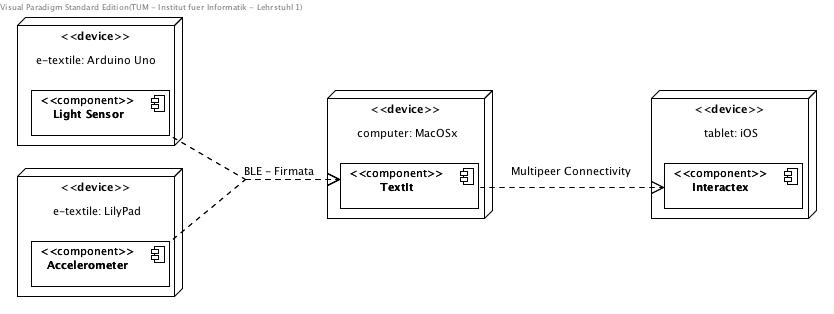 Visual Paradigm Standard Edition(TUM - Institut fuer Informatik - Lehrstuhl 1)
<<device>>
e-textile: Arduino Uno
<<component>>
Light Sensor
<<device>>
e-textile: LilyPad
<<component>>
Accelerometer
BLE - Firmata
<<device>>
computer: MacOSx
<<component>>
TextIt
Multipeer Connectivity
<<device>>
tablet: iOS
<<component>>
Interactex